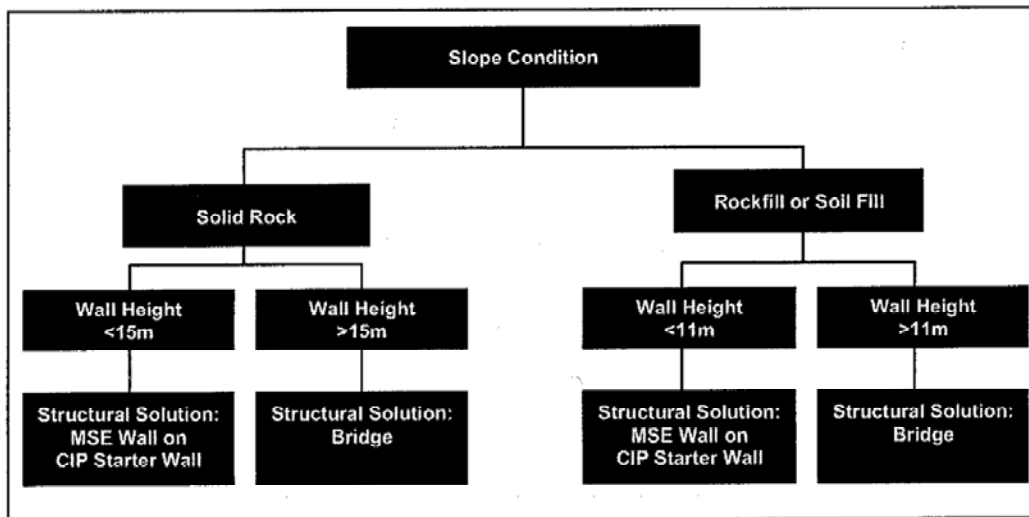 Slope Condition
Solid Rock
Rockfill or Soil Fill
Wall Height
<15m
Wall Height
>15m
Wall Height
<11m
Wall Height
>11m
Structural Solution:
MSE Wall on
CIP Starter Wall
Structural Solution:
Bridge
Structural Solution:
MSE Wall on
CIP Starter Wall
Structural Solution:
Bridge